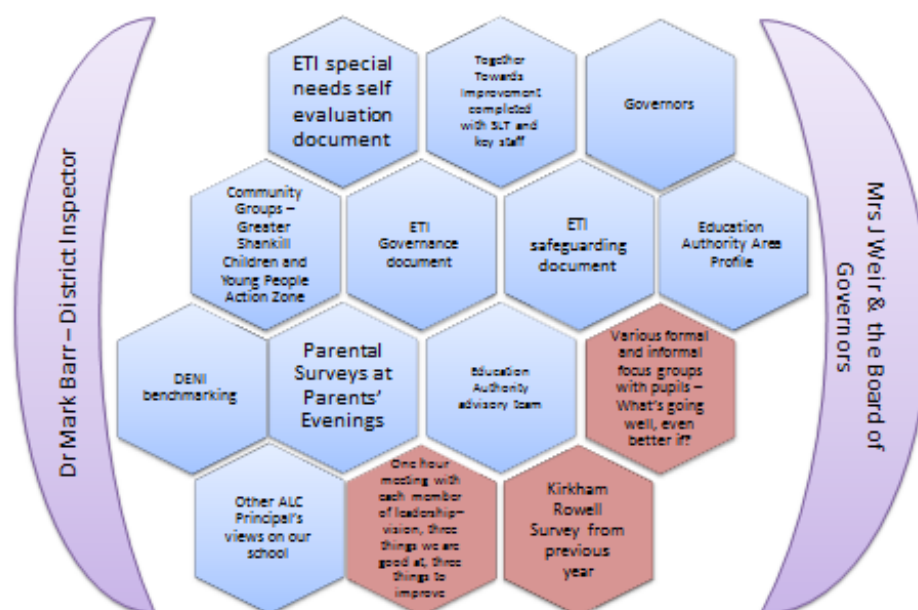 Dr Mark Barr – District Inspector
ETI special
needs self
evaluation
document
Together
Towards
Improvement
completed
with SLT and
key staff
Governors
Community
Groups –
Greater
Shankill
Children and
Young People
Action Zone
ETI
Governance
document
ETI
safeguarding
document
Education
Authority Area
Profile
DENI
benchmarking
Parental
Surveys at
Parents'
Evenings
Education
Authority
advisory team
Various formal
and informal
focus groups
with pupils –
What's going
well, even
better if?
Other ALC
Principal's
views on our
school
One hour
meeting with
each member
of leadership–
vision, three
things we are
good at, three
things to
improve
Kirkham
Rowell
Survey from
previous
year
Mrs J Weir & the Board of
Governors